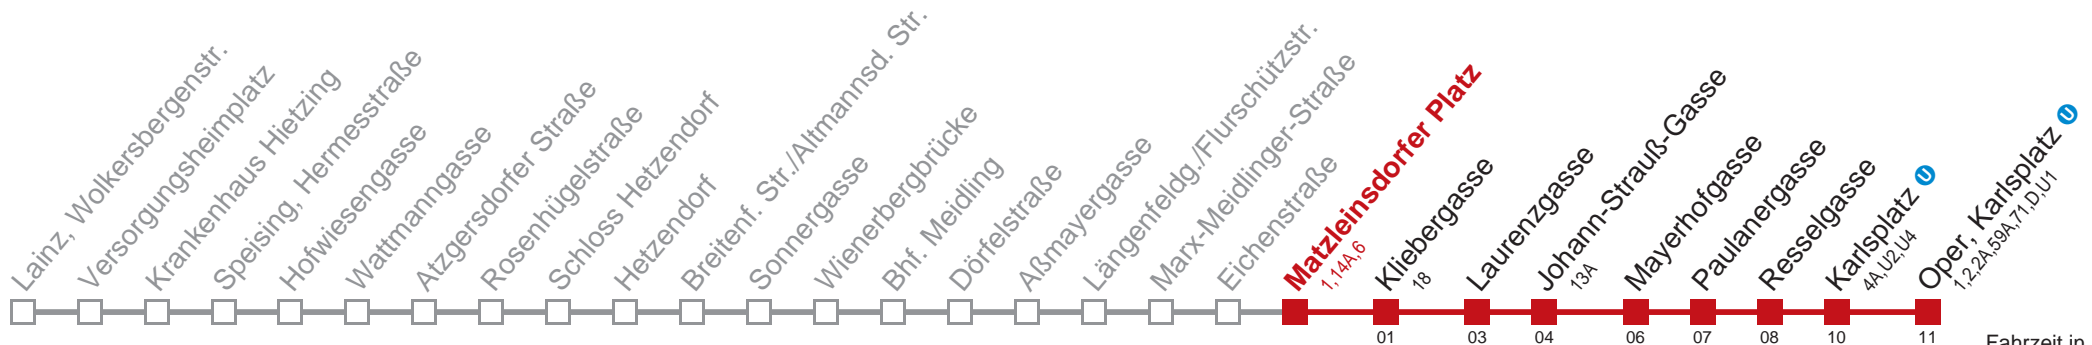 Lainz, Wolkersbergenstr.
Versorgungsheimplatz
Krankenhaus Hietzing
Speising, Hermesstraße
Hofwiesengasse
Wattmanngasse
Atzgersdorfer Straße
Rosenhügelstraße
Schloss Hetzendorf
Hetzendorf
Breitenf. Str./Altmannsd. Str.
Sonnergasse
Wienerbergbrücke
Bhf. Meidling
Dörfelstraße
Aßmayergasse
Längenfeldg./Flurschützstr.
Marx-Meidlinger-Straße
Eichenstraße
Matzleinsdorfer Platz
1,14A,6
Kliebergasse
18
Laurenzgasse
Johann-Strauß-Gasse
13A
Mayerhofgasse
Paulanergasse
Resselgasse
Karlsplatz U
4A,U2,U4
Oper, Karlsplatz U
1,2,2A,59A,71,D,U1
01 03 04 06 07 08 10 11
Fahrzeit in